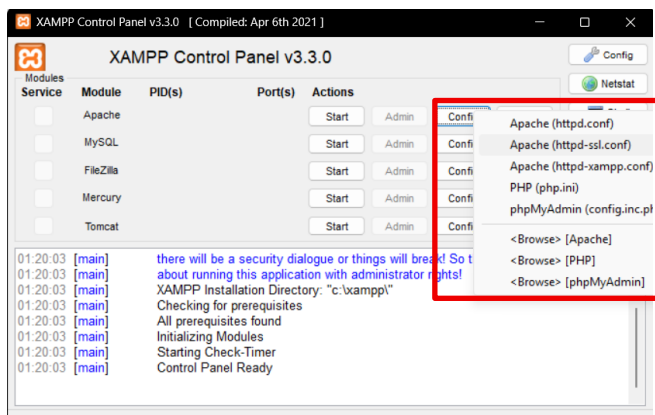 XAMPP Control Panel v3.3.0 [ Compiled: Apr 6th 2021 ]
XAMPP Control Panel v3.3.0
Config
Netstat
Modules
Service Module PID(s) Port(s) Actions
Apache Start Admin
MySQL Start Admin
FileZilla Start Admin
Mercury Start Admin
Tomcat Start Admin
Apache (httpd.conf)
Apache (httpd-ssl.conf)
Apache (httpd-xampp.conf)
PHP (php.ini)
phpMyAdmin (config.inc.ph
<Browse> [Apache]
<Browse> [PHP]
<Browse> [phpMyAdmin]
01:20:03 [main] there will be a security dialogue or things will break! So
01:20:03 [main] about running this application with administrator rights!
01:20:03 [main] XAMPP Installation Directory: "c:\xampp\"
01:20:03 [main] Checking for prerequisites
01:20:03 [main] All prerequisites found
01:20:03 [main] Initializing Modules
01:20:03 [main] Starting Check-Timer
01:20:03 [main] Control Panel Ready